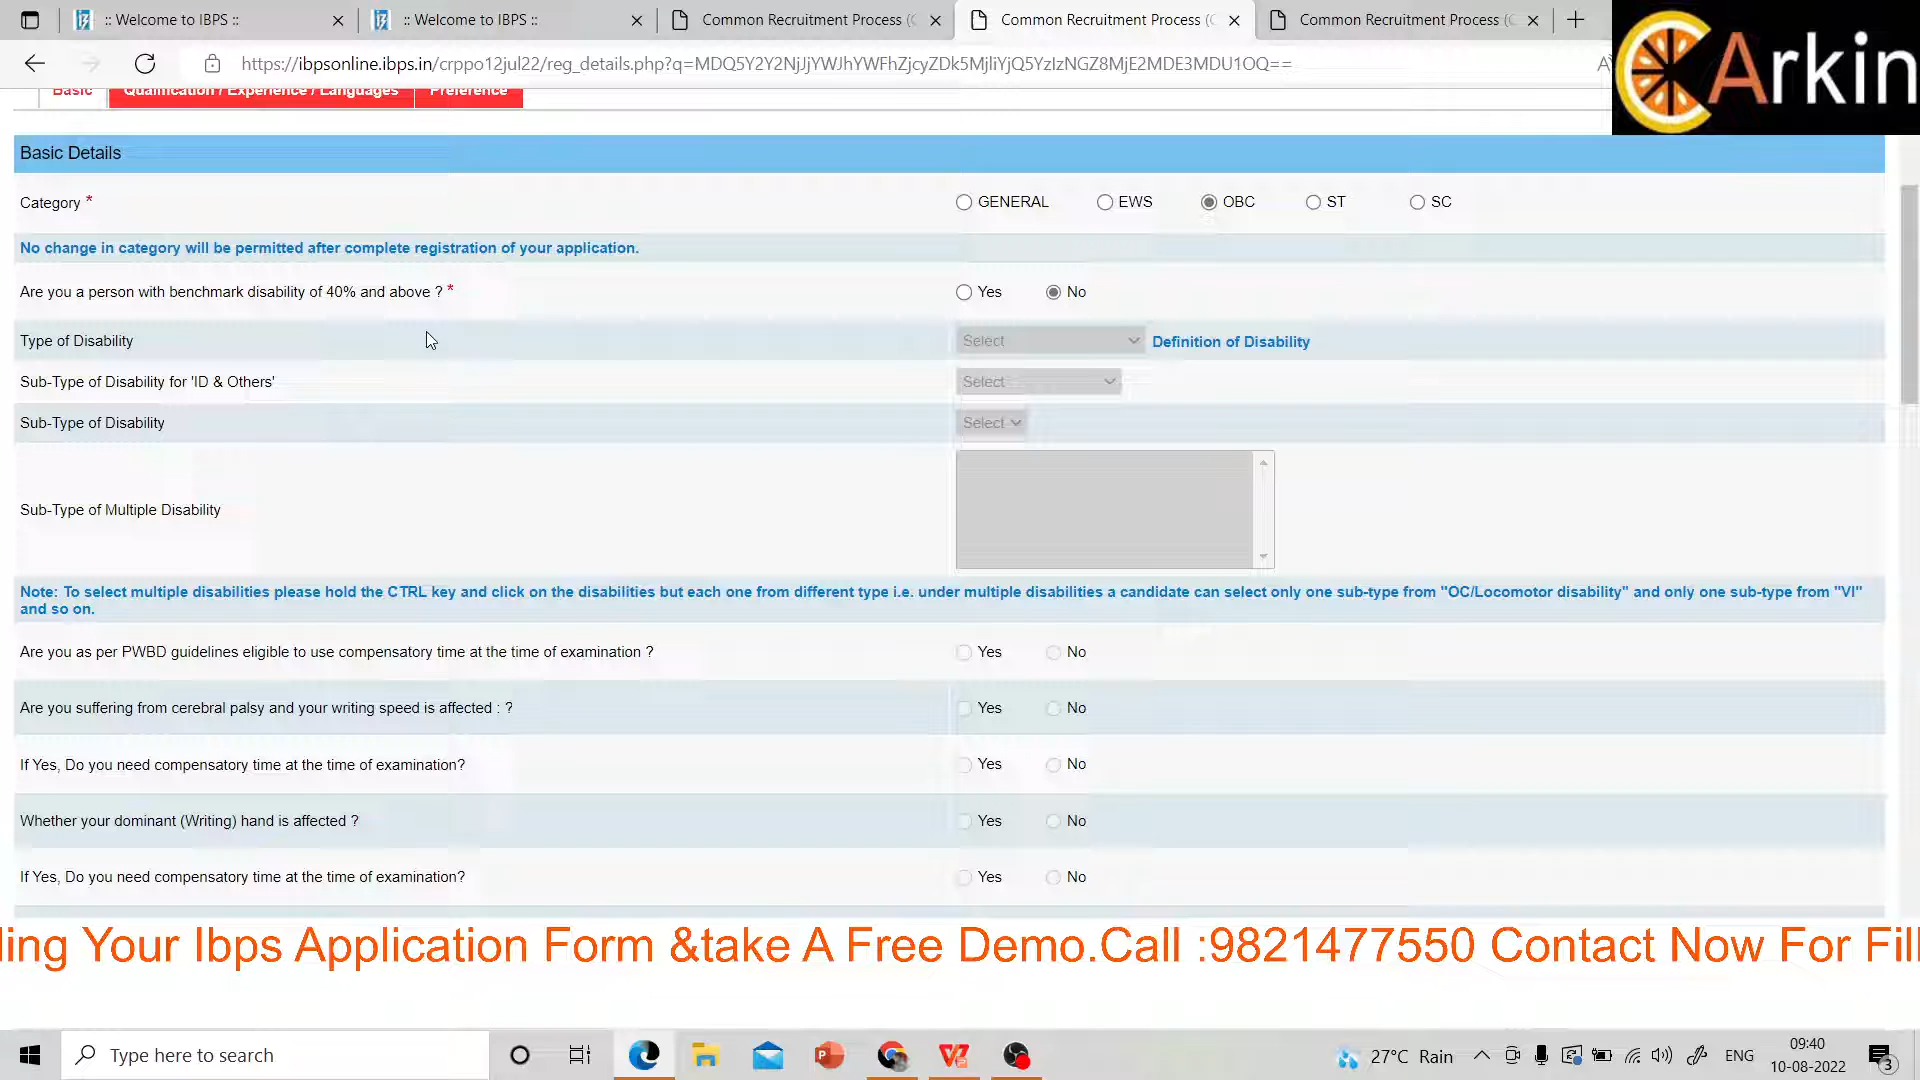 :: Welcome to IBPS ::
:: Welcome to IBPS ::
Common Recruitment Process (
Common Recruitment Process (
Common Recruitment Process (
https://ibpsonline.ibps.in/crppo12jul22/reg_details.php?q=MDQ5Y2Y2NjJjYWJhYWFhZjcyZDk5MjliYjQ5YzIzNGZ8MjE2MDE3MDU1OQ==
Arkin
Basic
Qualification / Experience / Languages
Preference
Basic Details
Category *
GENERAL
EWS
OBC
ST
SC
No change in category will be permitted after complete registration of your application.
Are you a person with benchmark disability of 40% and above ? *
Yes
No
Type of Disability
Select
Definition of Disability
Sub-Type of Disability for 'ID & Others'
Select
Sub-Type of Disability
Select
Sub-Type of Multiple Disability
Note: To select multiple disabilities please hold the CTRL key and click on the disabilities but each one from different type i.e. under multiple disabilities a candidate can select only one sub-type from "OC/Locomotor disability" and only one sub-type from "VI"
and so on.
Are you as per PWBD guidelines eligible to use compensatory time at the time of examination ?
Yes
No
Are you suffering from cerebral palsy and your writing speed is affected : ?
Yes
No
If Yes, Do you need compensatory time at the time of examination?
Yes
No
Whether your dominant (Writing) hand is affected ?
Yes
No
If Yes, Do you need compensatory time at the time of examination?
Yes
No
ling Your Ibps Application Form &take A Free Demo.Call :9821477550 Contact Now For Fill
Type here to search
27°C Rain
ENG
09:40
10-08-2022
3